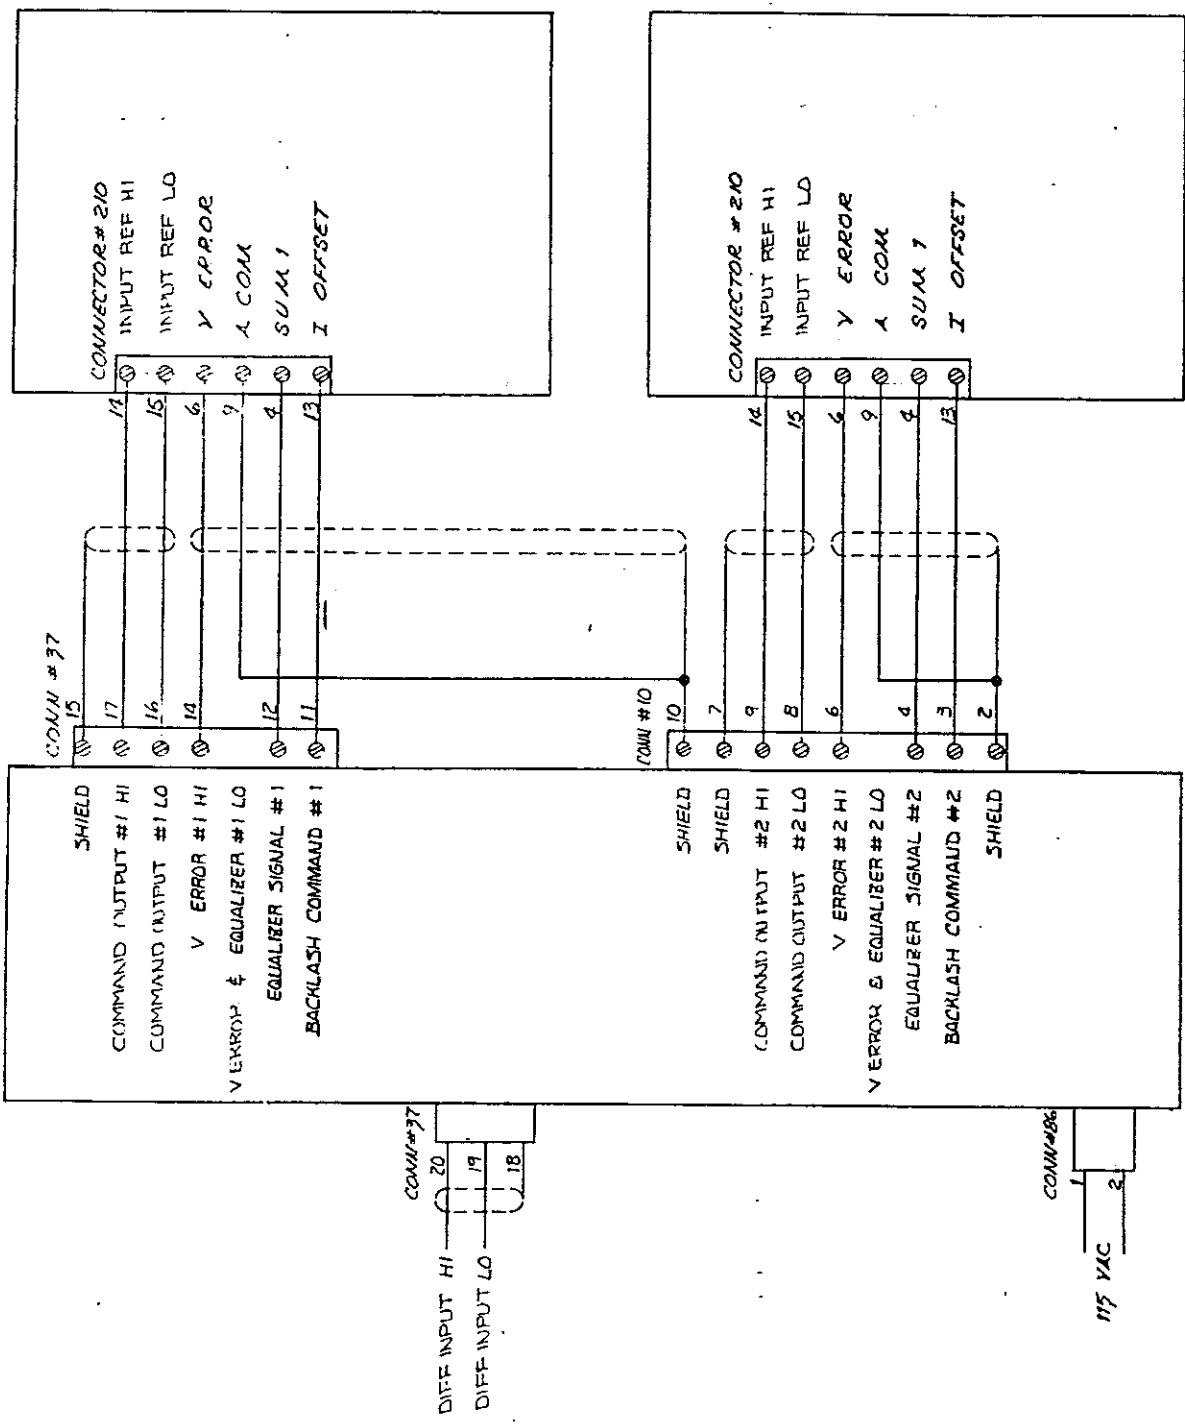 CONNECTOR # 210
INPUT REF HI
INPUT REF LO
V ERROR
A COM
SUM 1
I OFFSET
14
15
6
9
4
13
CONN # 37
15
17
16
14
12
11
SHIELD
COMMAND OUTPUT #1 HI
COMMAND OUTPUT #1 LO
V ERROR #1 HI
V ERROR & EQUALIZER #1 LO
EQUALIZER SIGNAL #1
BACKLASH COMMAND #1
CONNECTOR # 210
INPUT REF HI
INPUT REF LO
V ERROR
A COM
SUM 1
I OFFSET
14
15
6
9
4
13
CONN #10
10
7
9
8
6
4
3
2
SHIELD
SHIELD
COMMAND OUTPUT #2 HI
COMMAND OUTPUT #2 LO
V ERROR #2 HI
V ERROR & EQUALIZER #2 LO
EQUALIZER SIGNAL #2
BACKLASH COMMAND #2
SHIELD
CONN #37
20
19
18
DIFF INPUT HI
DIFF INPUT LO
CONN #86
1
2
115 VAC